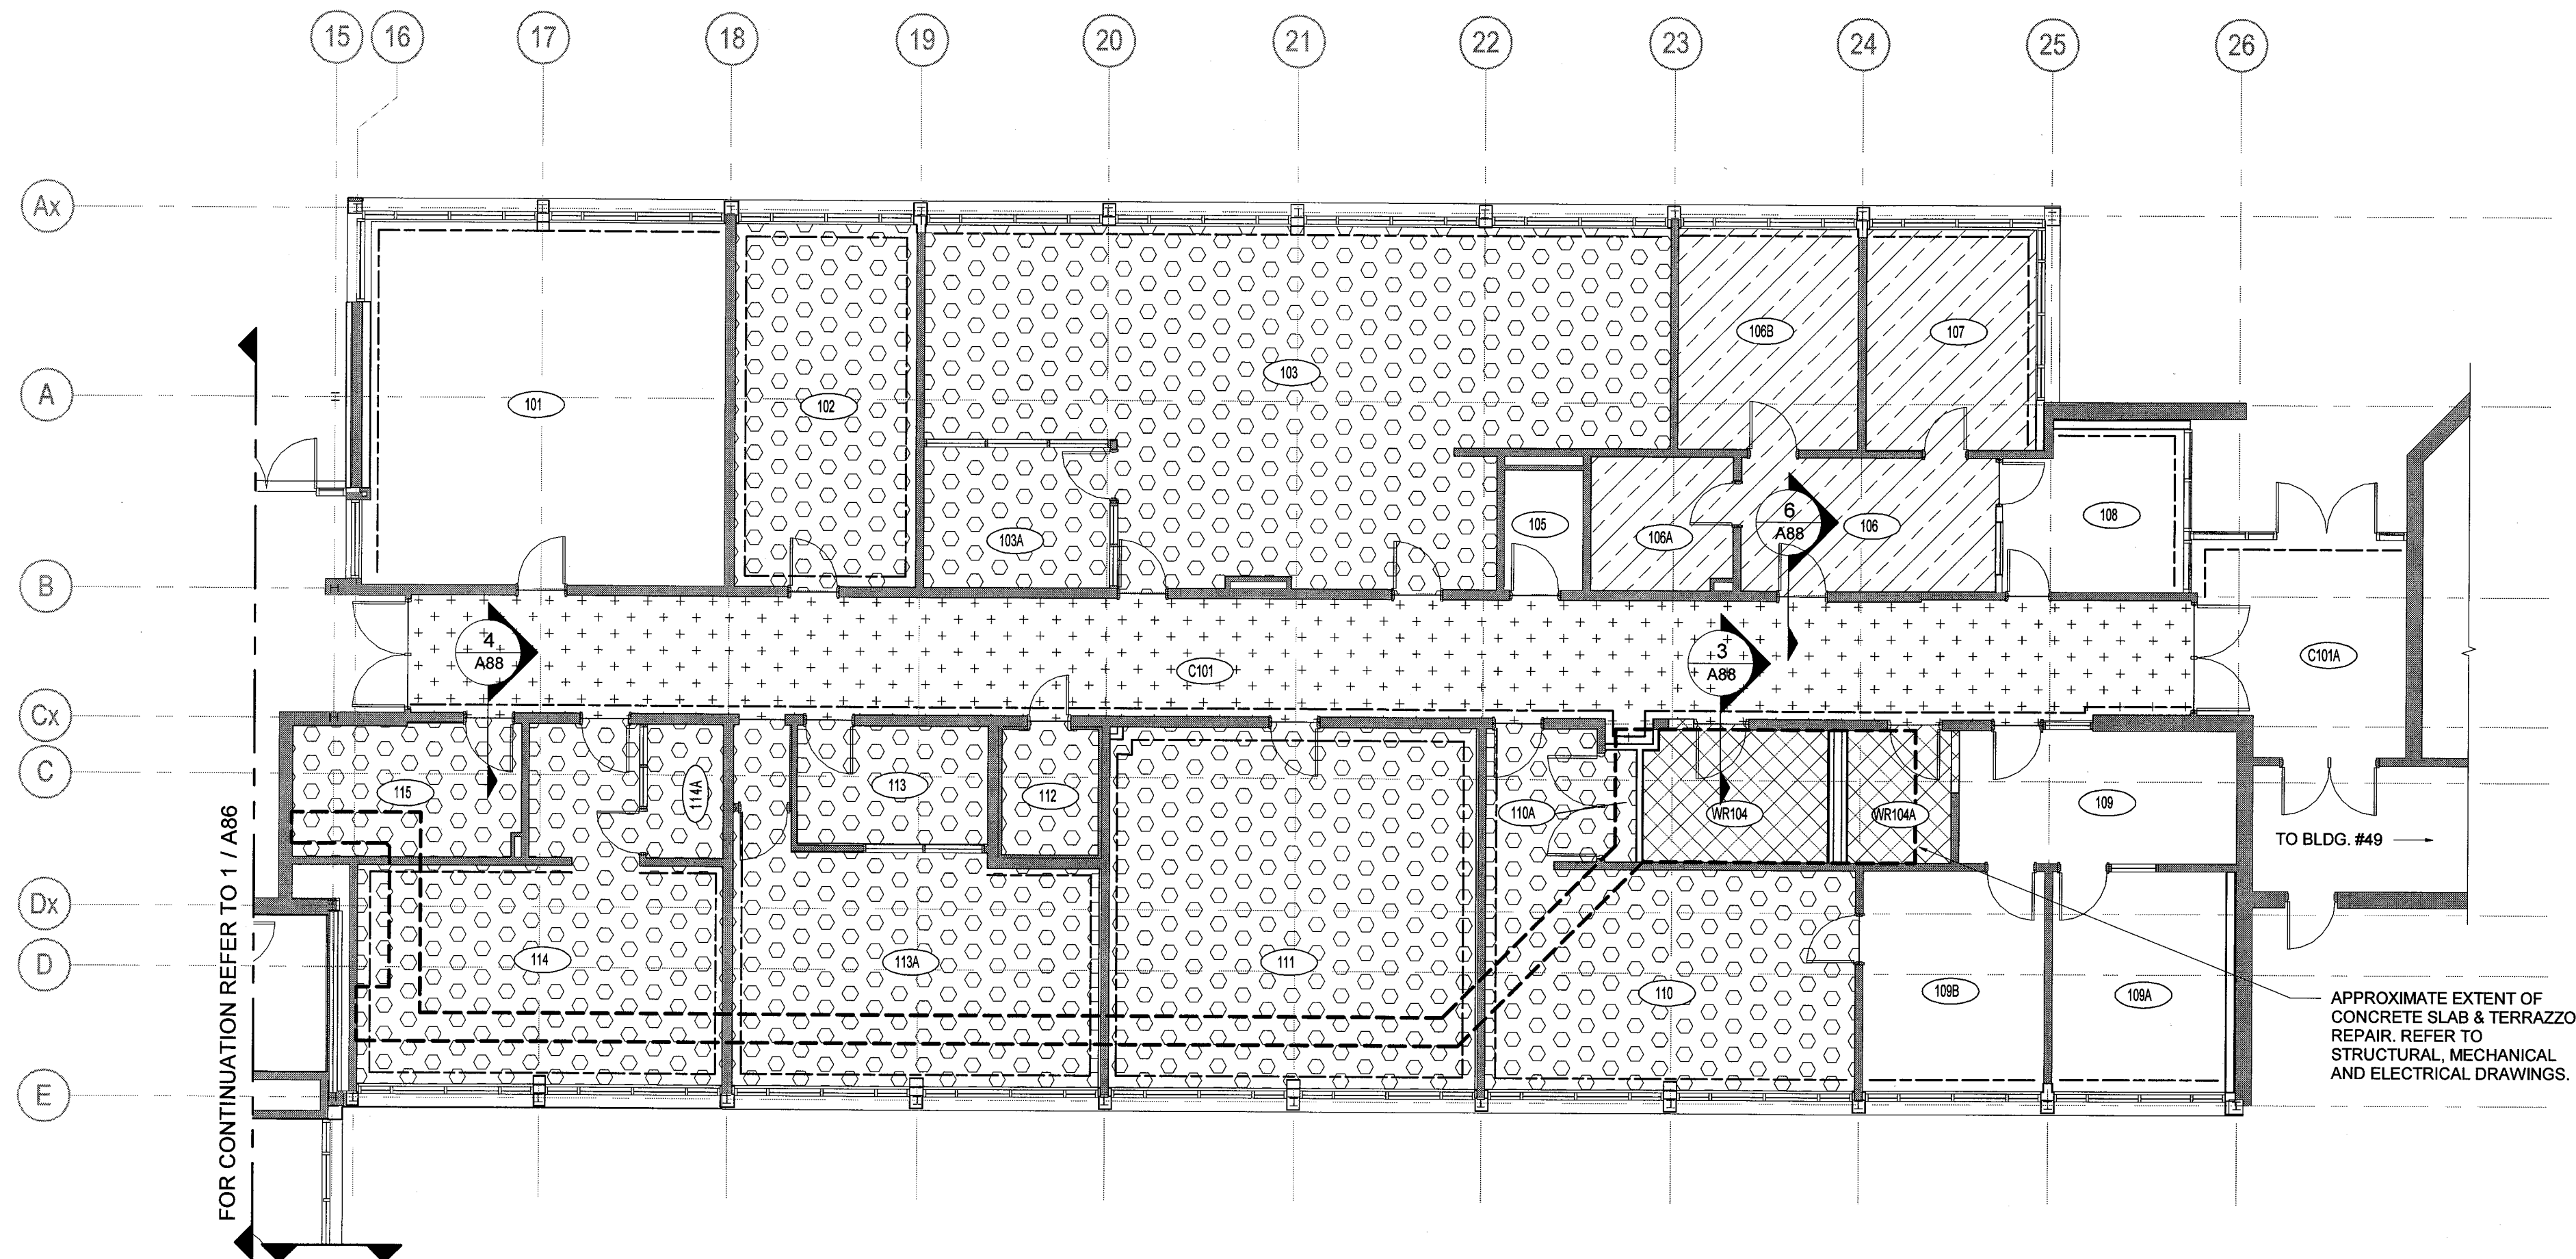 15 16 17 18 19 20 21 22 23 24 25 26
Ax
A
B
Cx
C
Dx
D
E
101
102
103
103A
105
106A
106B
106
107
108
6
A88
4
A88
3
A88
C101
C101A
115
114A
113
112
110A
WR104
WR104A
109
114
113A
111
110
109B
109A
TO BLDG. #49
FOR CONTINUATION REFER TO 1 / A86
APPROXIMATE EXTENT OF
CONCRETE SLAB & TERRAZZO
REPAIR. REFER TO
STRUCTURAL, MECHANICAL
AND ELECTRICAL DRAWINGS.